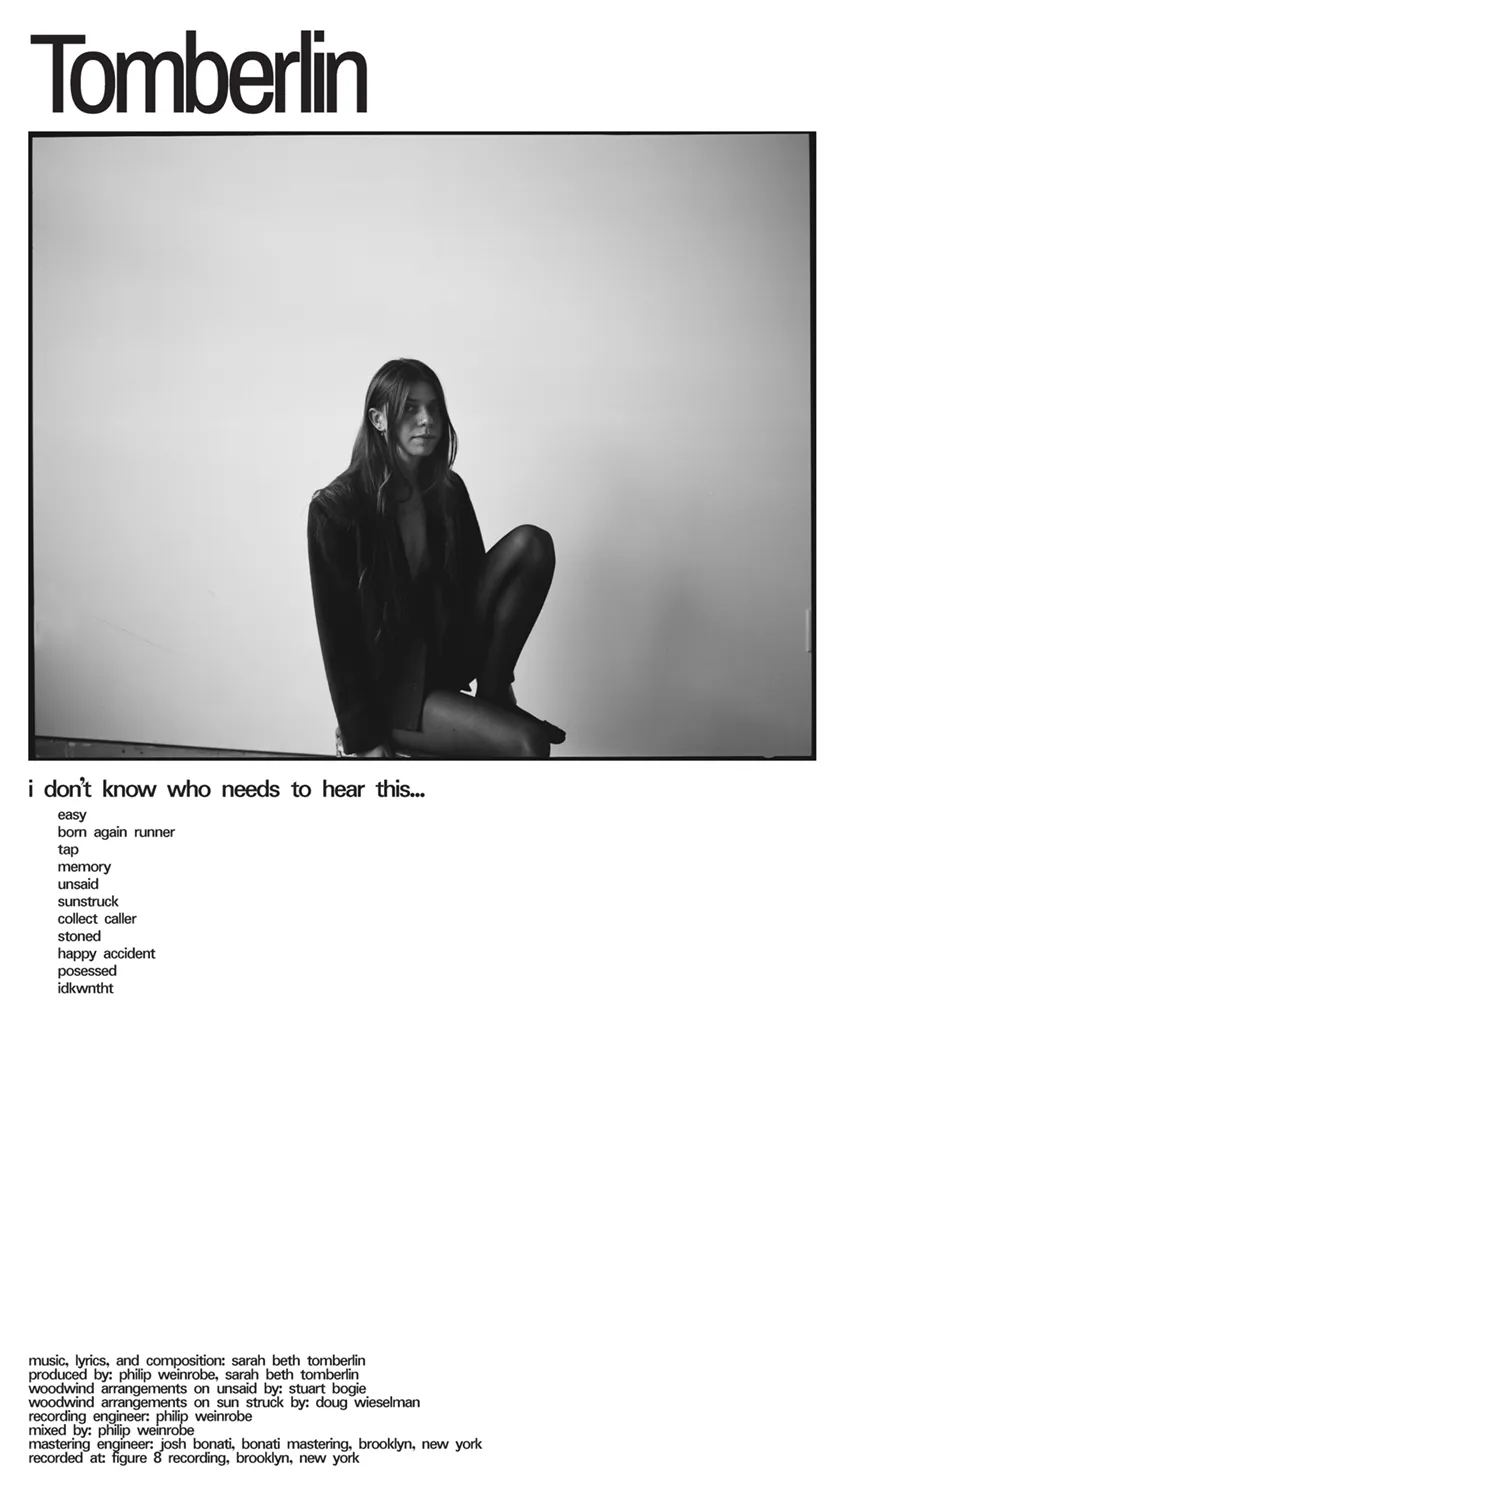 Tomberlin
i don't know who needs to hear this...
easy
born again runner
tap
memory
unsaid
sunstruck
collect caller
stoned
happy accident
posessed
idkwntht
music, lyrics, and composition: sarah beth tomberlin
produced by: philip weinrobe, sarah beth tomberlin
woodwind arrangements on unsaid by: stuart bogie
woodwind arrangements on sun struck by: doug wieselman
recording engineer: philip weinrobe
mixed by: philip weinrobe
mastering engineer: josh bonati, bonati mastering, brooklyn, new york
recorded at: figure 8 recording, brooklyn, new york